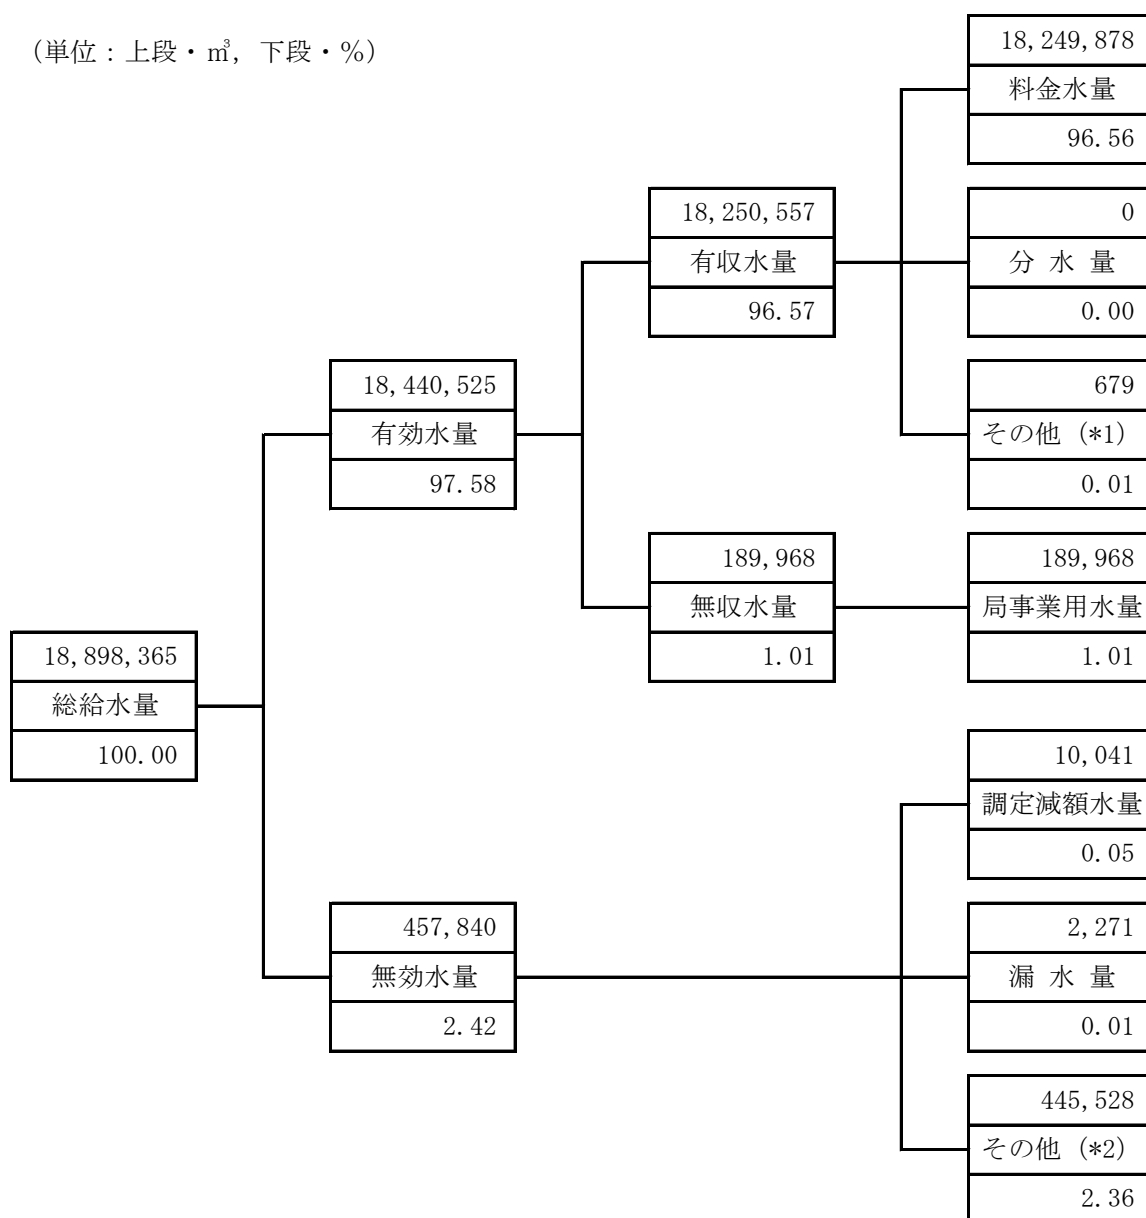 (単位:上段・㎥, 下段・%)
18,249,878
料金水量
96.56
0
分水量
0.00
679
その他 (*1)
0.01
18,250,557
有収水量
96.57
18,440,525
有効水量
97.58
189,968
無収水量
1.01
189,968
局事業用水量
1.01
18,898,365
総給水量
100.00
10,041
調定減額水量
0.05
457,840
無効水量
2.42
2,271
漏水量
0.01
445,528
その他 (*2)
2.36